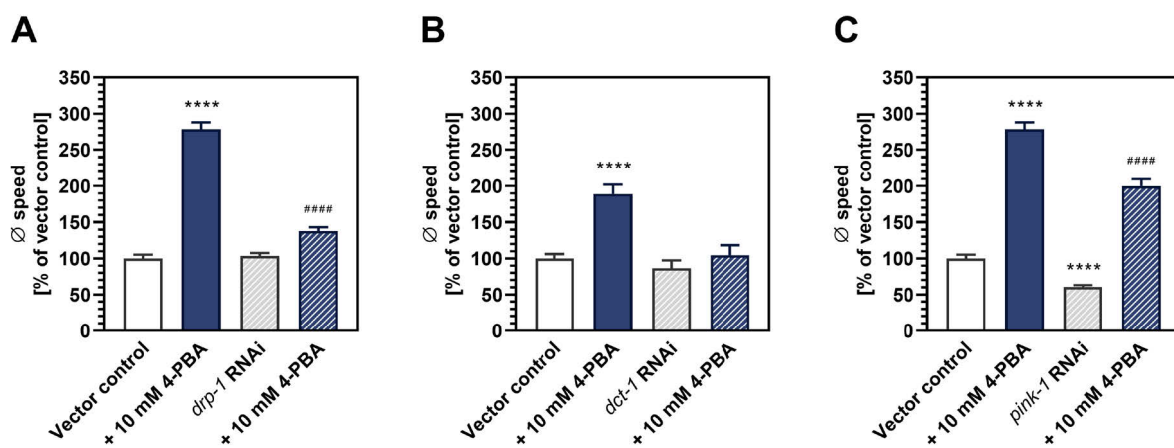 A
Ø speed
[% of vector control]
350
300
250
200
150
100
50
0
****
####
Vector control
+ 10 mM 4-PBA
drp-1 RNAi
+ 10 mM 4-PBA
B
Ø speed
[% of vector control]
350
300
250
200
150
100
50
0
****
Vector control
+ 10 mM 4-PBA
dct-1 RNAi
+ 10 mM 4-PBA
C
Ø speed
[% of vector control]
350
300
250
200
150
100
50
0
****
****
####
Vector control
+ 10 mM 4-PBA
pink-1 RNAi
+ 10 mM 4-PBA